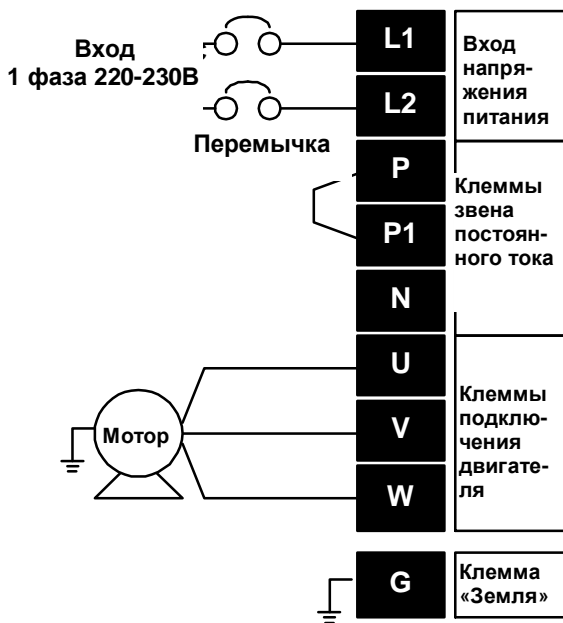 Вход
1 фаза 220-230В
L1
L2
Вход
напря-
жения
питания
Перемычка
P
P1
N
Клеммы
звена
постоян-
ного тока
U
V
W
Мотор
Клеммы
подклю-
чения
двигате-
ля
G
Клемма
«Земля»